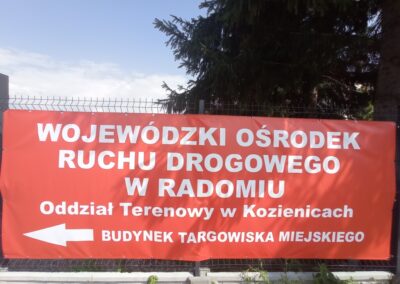 WOJEWÓDZKI OŚRODEK
RUCHU DROGOWEGO
W RADOMIU
Oddział Terenowy w Kozienicach
BUDYNEK TARGOWISKA MIEJSKIEGO